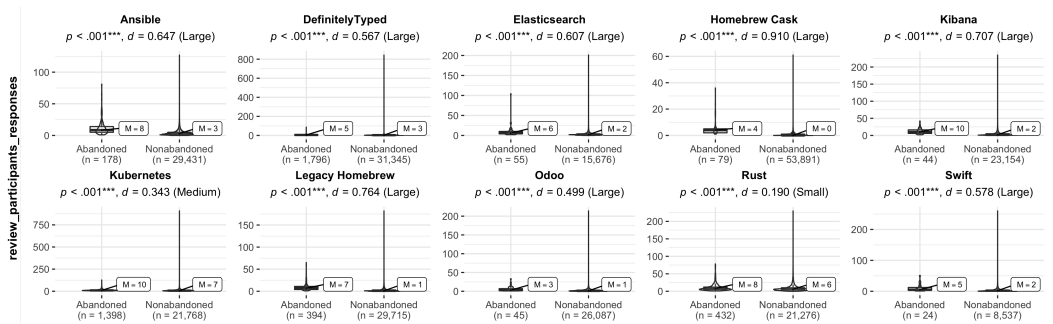 review_participants_responses
Ansible
p < .001***, d = 0.647 (Large)
100
50
0
M = 8
M = 3
Abandoned
(n = 178)
Nonabandoned
(n = 29,431)
DefinitelyTyped
p < .001***, d = 0.567 (Large)
800
600
400
200
0
M = 5
M = 3
Abandoned
(n = 1,796)
Nonabandoned
(n = 31,345)
Elasticsearch
p < .001***, d = 0.607 (Large)
200
150
100
50
0
M = 6
M = 2
Abandoned
(n = 55)
Nonabandoned
(n = 15,676)
Homebrew Cask
p < .001***, d = 0.910 (Large)
60
40
20
0
M = 4
M = 0
Abandoned
(n = 79)
Nonabandoned
(n = 53,891)
Kibana
p < .001***, d = 0.707 (Large)
200
150
100
50
0
M = 10
M = 2
Abandoned
(n = 44)
Nonabandoned
(n = 23,154)
Kubernetes
p < .001***, d = 0.343 (Medium)
750
500
250
0
M = 10
M = 7
Abandoned
(n = 1,398)
Nonabandoned
(n = 21,768)
Legacy Homebrew
p < .001***, d = 0.764 (Large)
150
100
50
0
M = 7
M = 1
Abandoned
(n = 394)
Nonabandoned
(n = 29,715)
Odoo
p < .001***, d = 0.499 (Large)
200
150
100
50
0
M = 3
M = 1
Abandoned
(n = 45)
Nonabandoned
(n = 26,087)
Rust
p < .001***, d = 0.190 (Small)
200
150
100
50
0
M = 8
M = 6
Abandoned
(n = 432)
Nonabandoned
(n = 21,276)
Swift
p < .001***, d = 0.578 (Large)
200
100
0
M = 5
M = 2
Abandoned
(n = 24)
Nonabandoned
(n = 8,537)